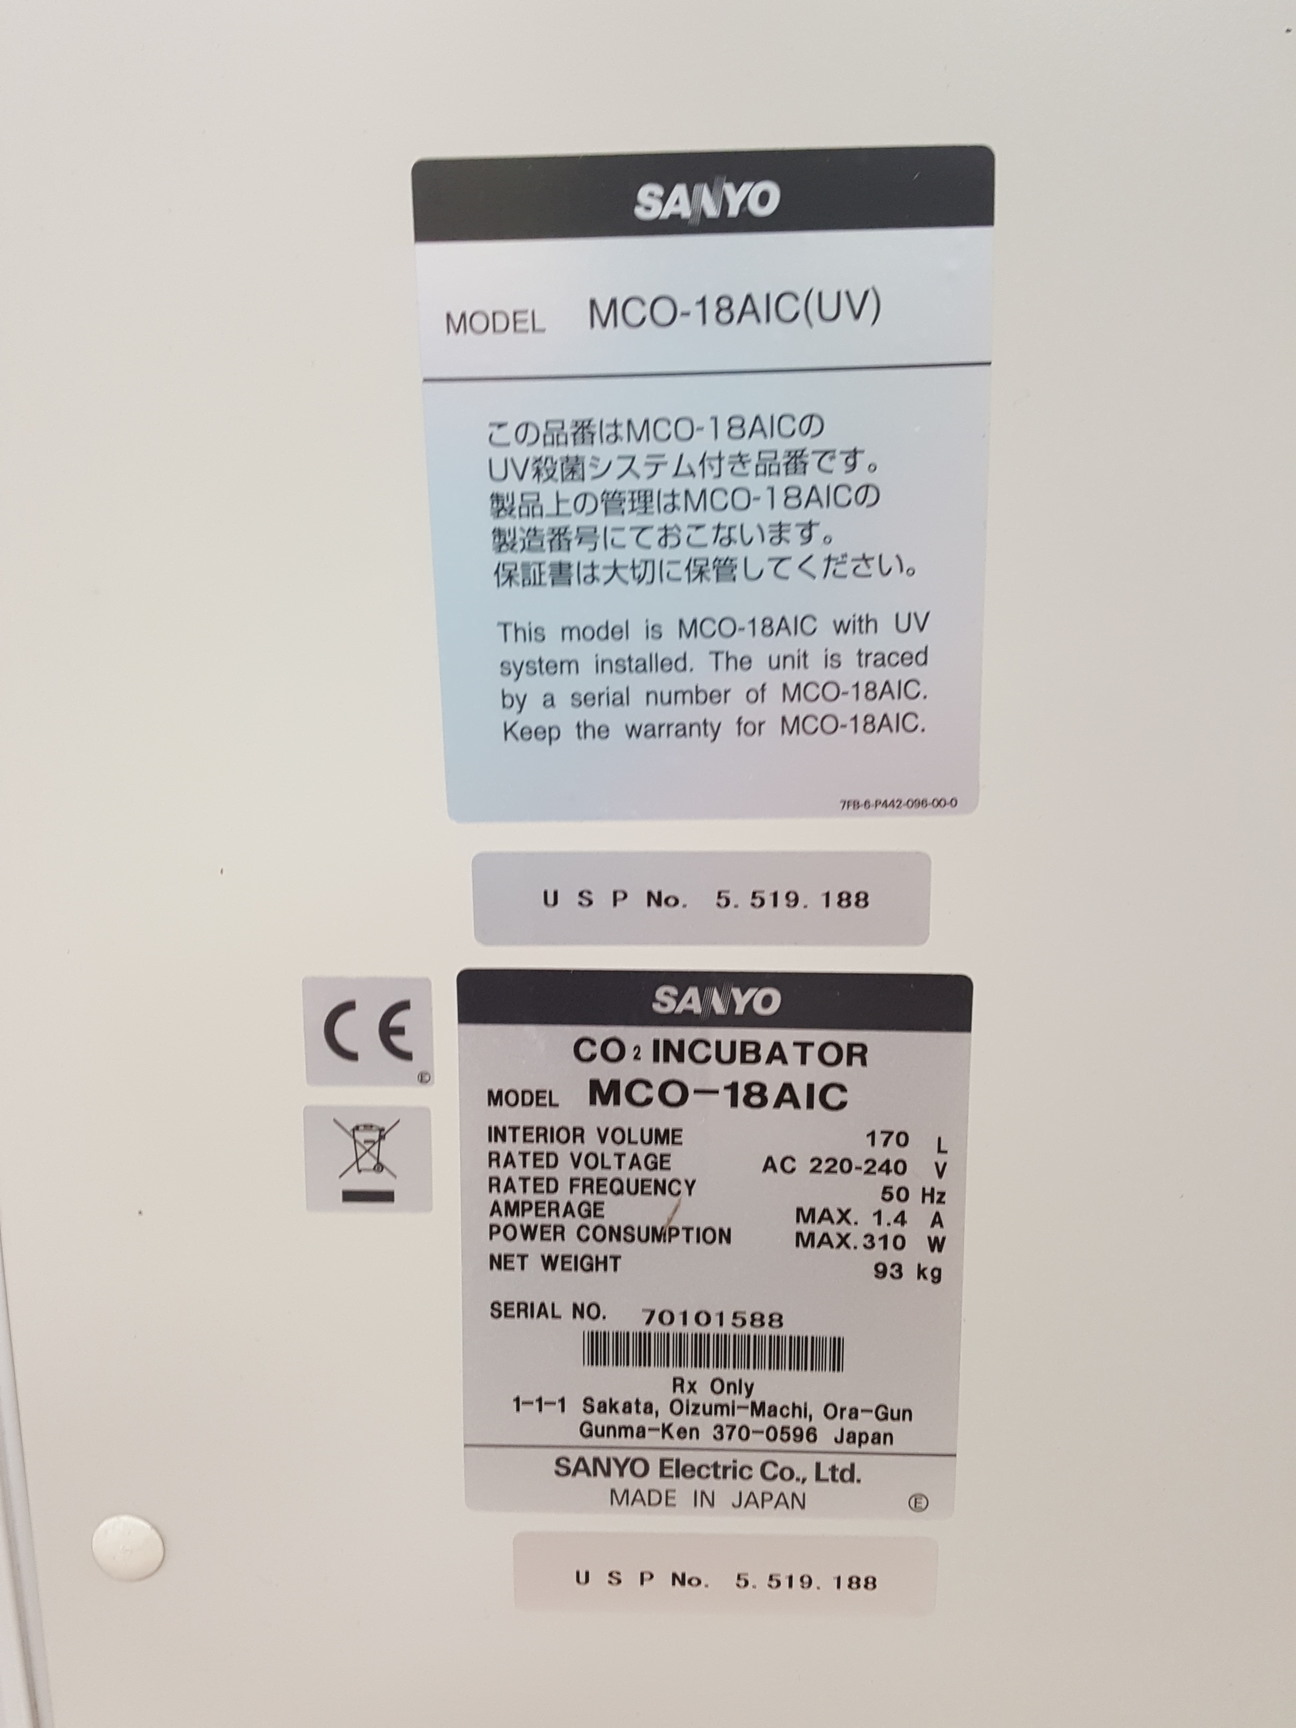 SANYO
MODEL MCO-18AIC(UV)
この品番はMCO-18AICの
UV殺菌システム付き品番です。
製品上の管理はMCO-18AICの
製造番号にておこないます。
保証書は大切に保管してください。
This model is MCO-18AIC with UV
system installed. The unit is traced
by a serial number of MCO-18AIC.
Keep the warranty for MCO-18AIC.
7FB-6-P442-096-00-0
U S P No. 5. 519. 188
CE
Ⓔ
SANYO
CO₂ INCUBATOR
MODEL MCO-18AIC
INTERIOR VOLUME 170 L
RATED VOLTAGE AC 220-240 V
RATED FREQUENCY 50 Hz
AMPERAGE MAX. 1.4 A
POWER CONSUMPTION MAX. 310 W
NET WEIGHT 93 kg
SERIAL NO. 70101588
Rx Only
1-1-1 Sakata, Oizumi-Machi, Ora-Gun
Gunma-Ken 370-0596 Japan
SANYO Electric Co., Ltd.
MADE IN JAPAN Ⓔ
U S P No. 5. 519. 188